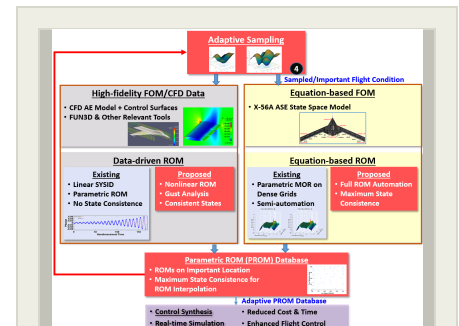 Adaptive Sampling
4
Sampled/Important Flight Condition
High-fidelity FOM/CFD Data
• CFD AE Model + Control Surfaces
• FUN3D & Other Relevant Tools
Equation-based FOM
• X-56A ASE State Space Model
Data-driven ROM
Existing
• Linear SYSID
• Parametric ROM
• No State Consistence
Proposed
• Nonlinear ROM
• Gust Analysis
• Consistent States
Equation-based ROM
Existing
• Parametric MOR on
Dense Grids
• Semi-automation
Proposed
• Full ROM Automation
• Maximum State
Consistence
Parametric ROM (PROM) Database
• ROMs on Important Location
• Maximum State Consistence for
ROM Interpolation
Adaptive PROM Database
• Control Synthesis
• Real-time Simulation
• Reduced Cost & Time
• Enhanced Flight Control